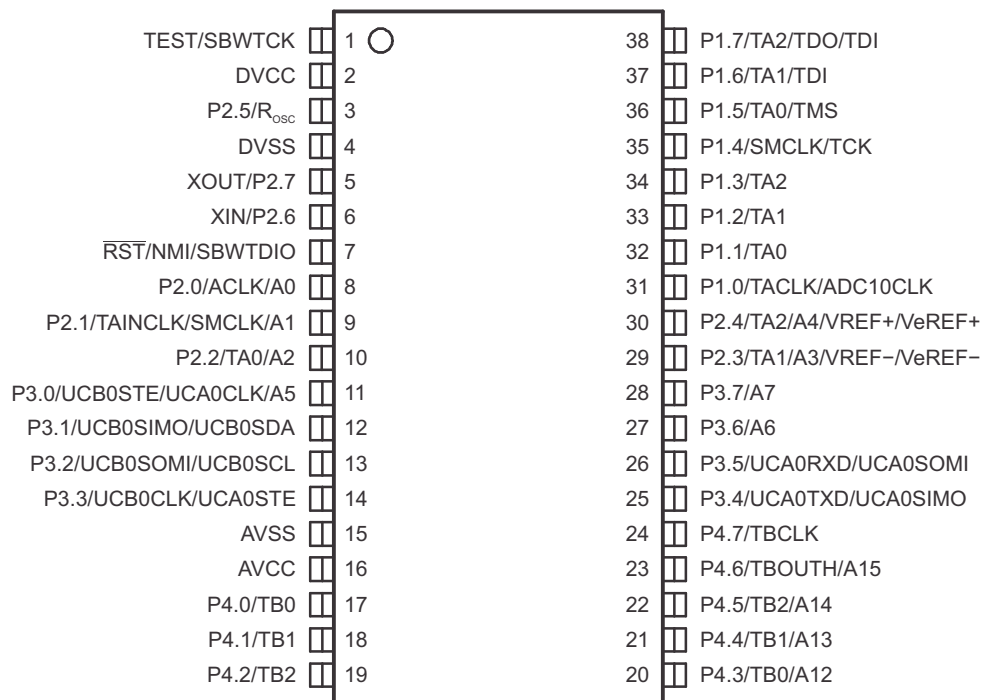 TEST/SBWTCK 1 38 P1.7/TA2/TDO/TDI
DVCC 2 37 P1.6/TA1/TDI
P2.5/ROSC 3 36 P1.5/TA0/TMS
DVSS 4 35 P1.4/SMCLK/TCK
XOUT/P2.7 5 34 P1.3/TA2
XIN/P2.6 6 33 P1.2/TA1
RST/NMI/SBWTDIO 7 32 P1.1/TA0
P2.0/ACLK/A0 8 31 P1.0/TACLK/ADC10CLK
P2.1/TAINCLK/SMCLK/A1 9 30 P2.4/TA2/A4/VREF+/VeREF+
P2.2/TA0/A2 10 29 P2.3/TA1/A3/VREF−/VeREF−
P3.0/UCB0STE/UCA0CLK/A5 11 28 P3.7/A7
P3.1/UCB0SIMO/UCB0SDA 12 27 P3.6/A6
P3.2/UCB0SOMI/UCB0SCL 13 26 P3.5/UCA0RXD/UCA0SOMI
P3.3/UCB0CLK/UCA0STE 14 25 P3.4/UCA0TXD/UCA0SIMO
AVSS 15 24 P4.7/TBCLK
AVCC 16 23 P4.6/TBOUTH/A15
P4.0/TB0 17 22 P4.5/TB2/A14
P4.1/TB1 18 21 P4.4/TB1/A13
P4.2/TB2 19 20 P4.3/TB0/A12